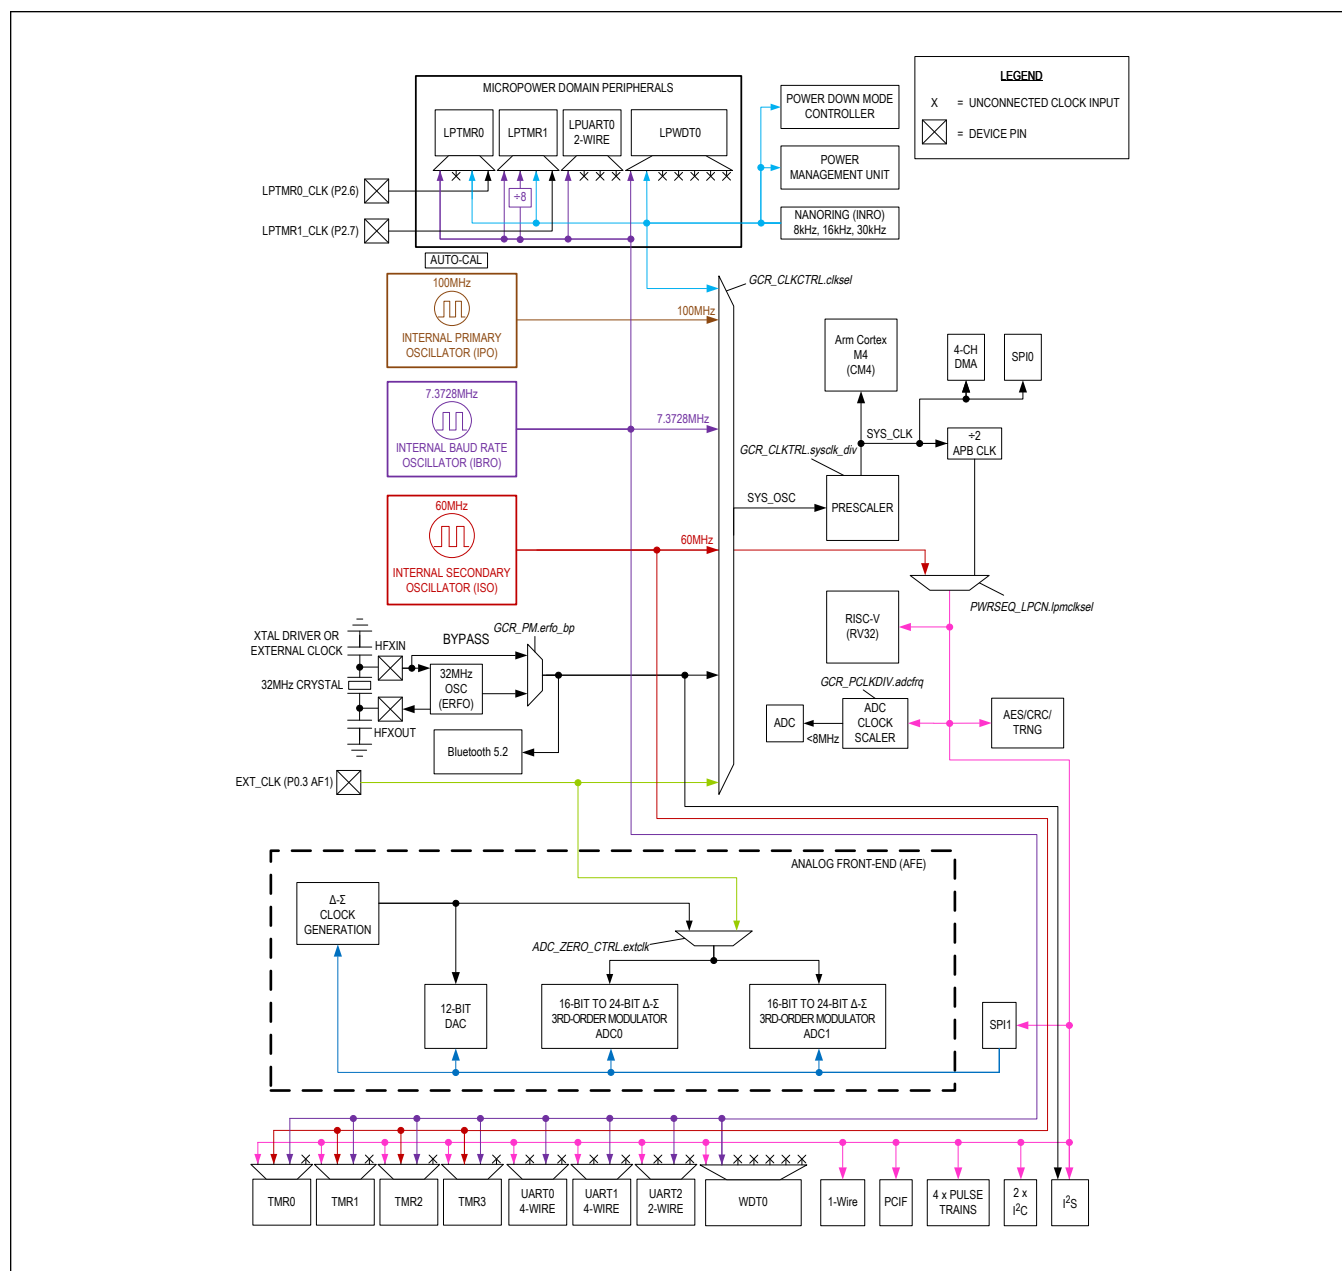 MICROPOWER DOMAIN PERIPHERALS
LPTMR0
LPTMR1
LPUART0
2-WIRE
LPWDT0
÷8
POWER DOWN MODE
CONTROLLER
POWER
MANAGEMENT UNIT
NANORING (INRO)
8kHz, 16kHz, 30kHz
LEGEND
X = UNCONNECTED CLOCK INPUT
= DEVICE PIN
LPTMR0_CLK (P2.6)
LPTMR1_CLK (P2.7)
AUTO-CAL
100MHz
INTERNAL PRIMARY
OSCILLATOR (IPO)
100MHz
GCR_CLKCTRL.clksel
7.3728MHz
INTERNAL BAUD RATE
OSCILLATOR (IBRO)
7.3728MHz
Arm Cortex
M4
(CM4)
4-CH
DMA
SPI0
SYS_CLK
÷2
APB CLK
GCR_CLKTRL.sysclk_div
SYS_OSC
PRESCALER
60MHz
INTERNAL SECONDARY
OSCILLATOR (ISO)
60MHz
PWRSEQ_LPCN.lpmclksel
RISC-V
(RV32)
XTAL DRIVER OR
EXTERNAL CLOCK
HFXIN
BYPASS
GCR_PM.erfo_bp
32MHz CRYSTAL
32MHz
OSC
(ERFO)
HFXOUT
Bluetooth 5.2
GCR_PCLKDIV.adcfrq
ADC
<8MHz
ADC
CLOCK
SCALER
AES/CRC/
TRNG
EXT_CLK (P0.3 AF1)
ANALOG FRONT-END (AFE)
Δ-Σ
CLOCK
GENERATION
ADC_ZERO_CTRL.extclk
12-BIT
DAC
16-BIT TO 24-BIT Δ-Σ
3RD-ORDER MODULATOR
ADC0
16-BIT TO 24-BIT Δ-Σ
3RD-ORDER MODULATOR
ADC1
SPI1
TMR0
TMR1
TMR2
TMR3
UART0
4-WIRE
UART1
4-WIRE
UART2
2-WIRE
WDT0
1-Wire
PCIF
4 x PULSE
TRAINS
2 x
I²C
I²S